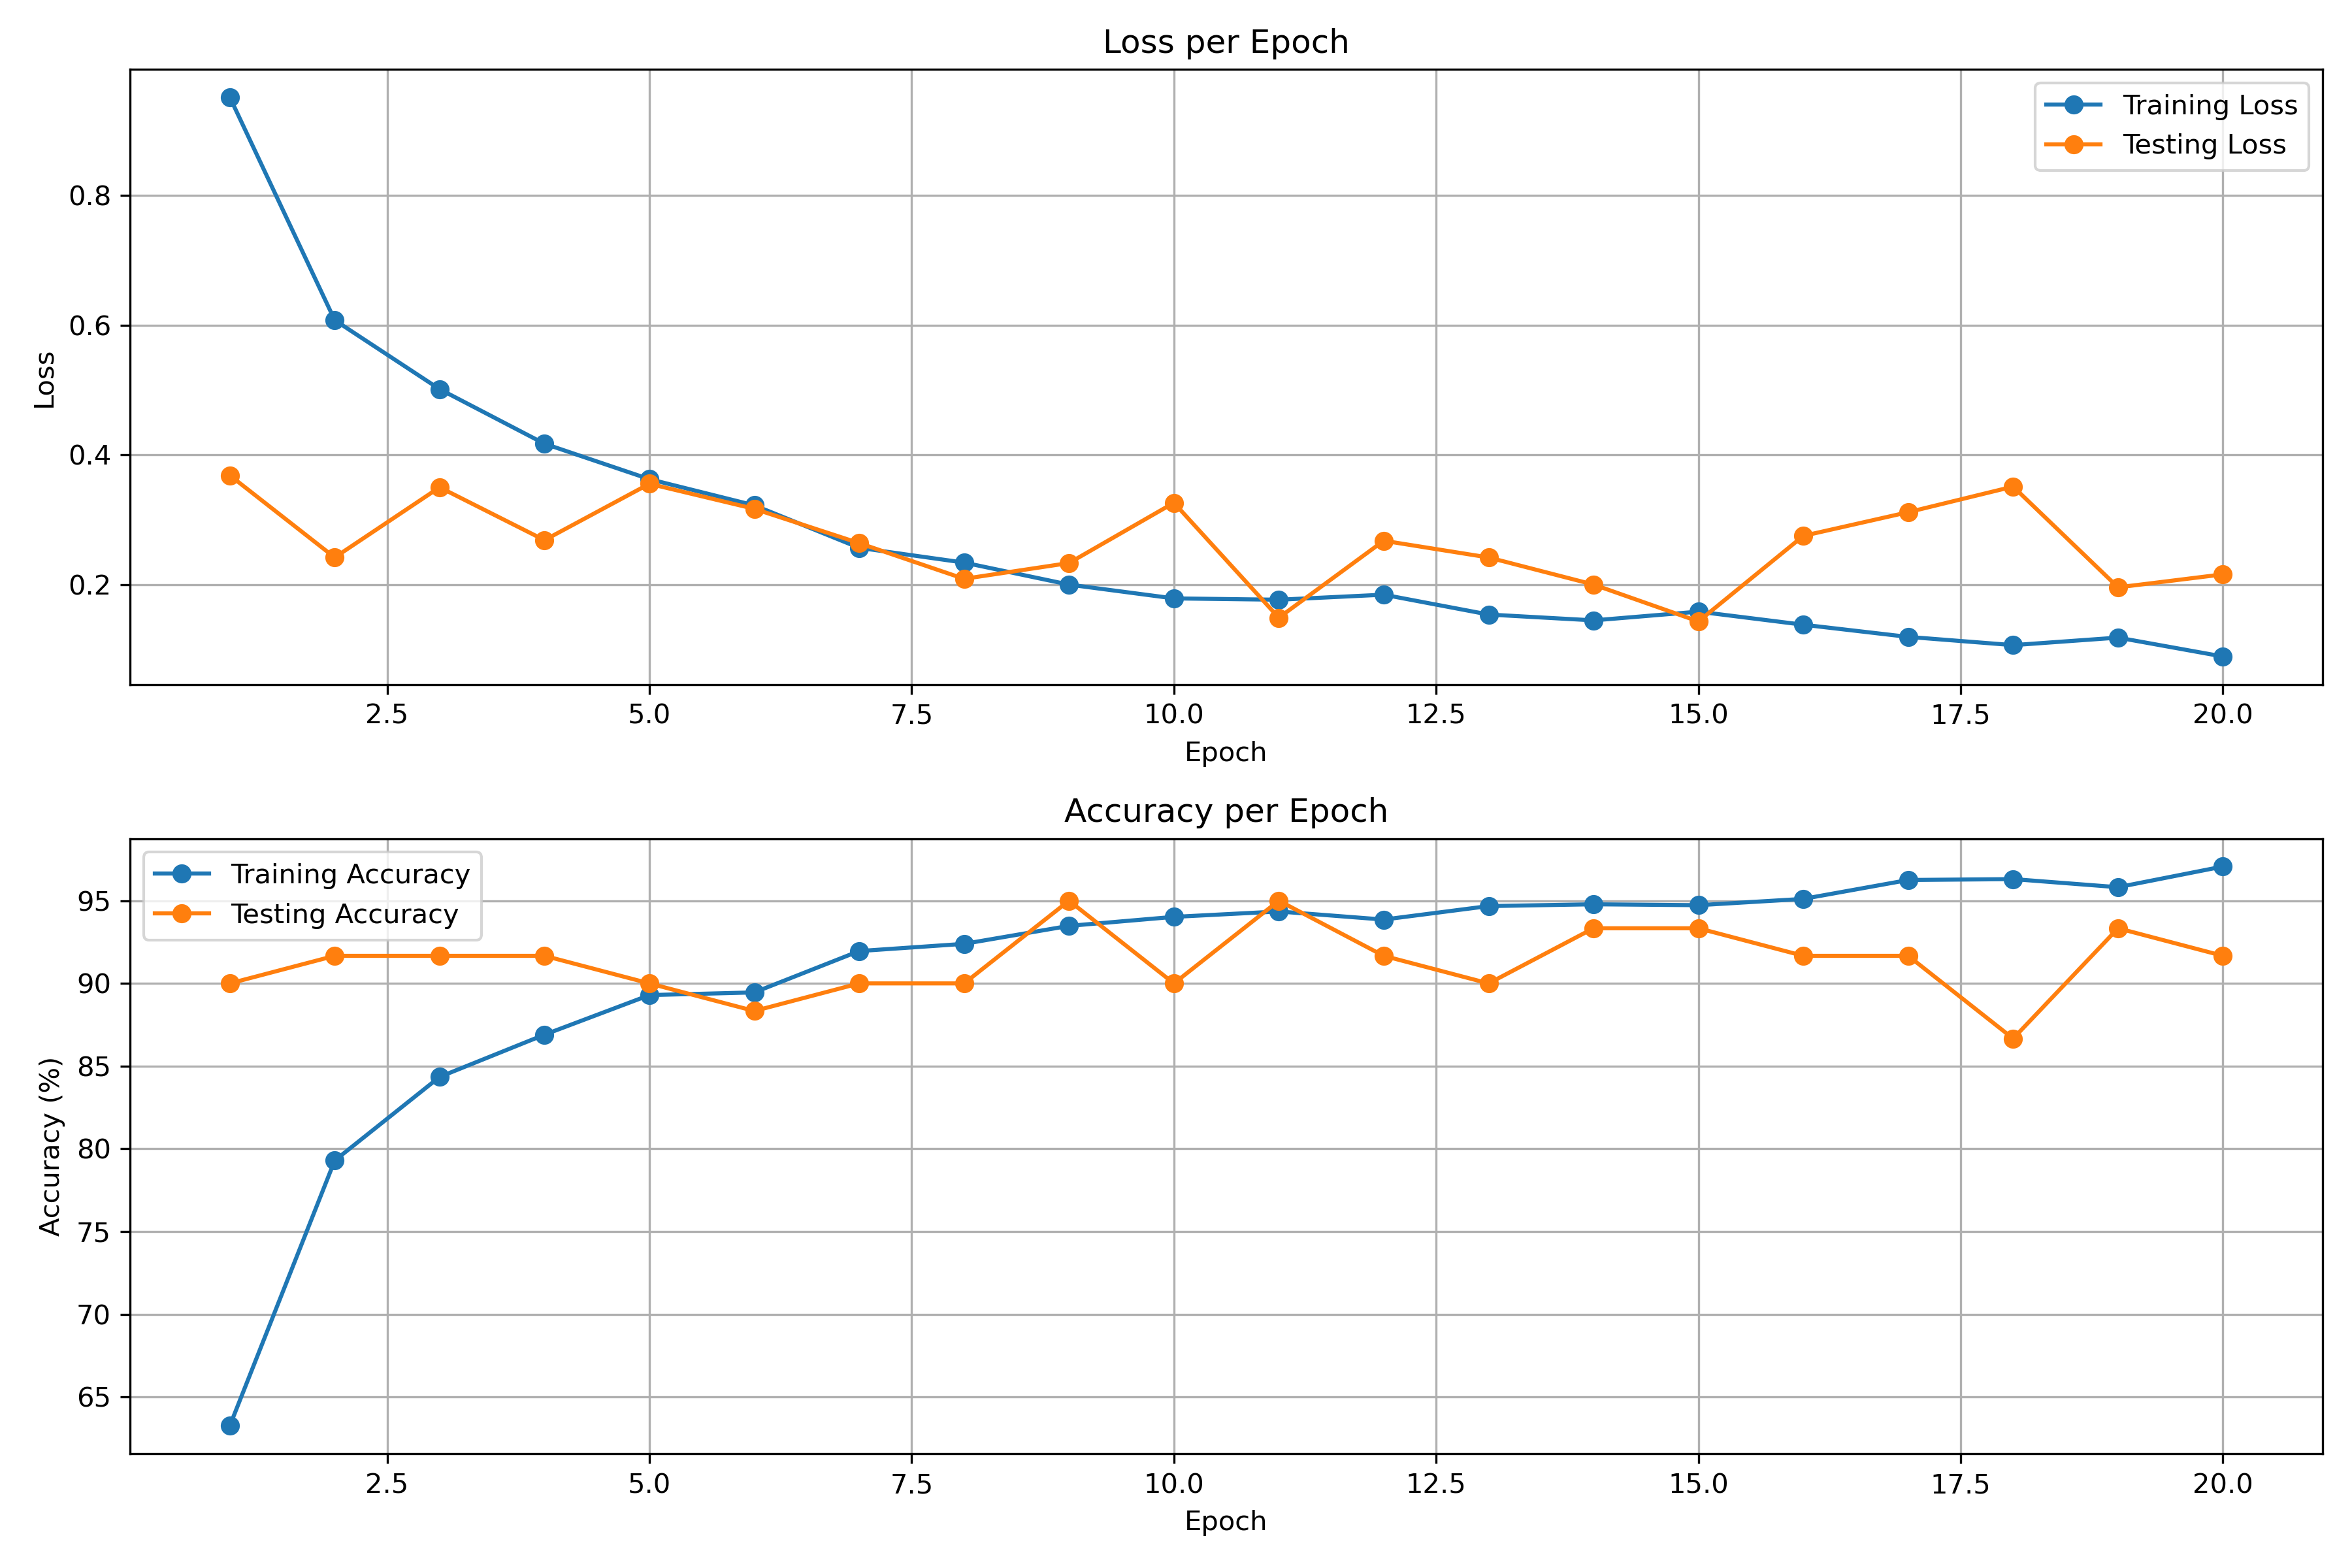 Loss per Epoch
Training Loss
Testing Loss
Loss
0.8
0.6
0.4
0.2
2.5 5.0 7.5 10.0 12.5 15.0 17.5 20.0
Epoch
Accuracy per Epoch
Training Accuracy
Testing Accuracy
Accuracy (%)
95
90
85
80
75
70
65
2.5 5.0 7.5 10.0 12.5 15.0 17.5 20.0
Epoch